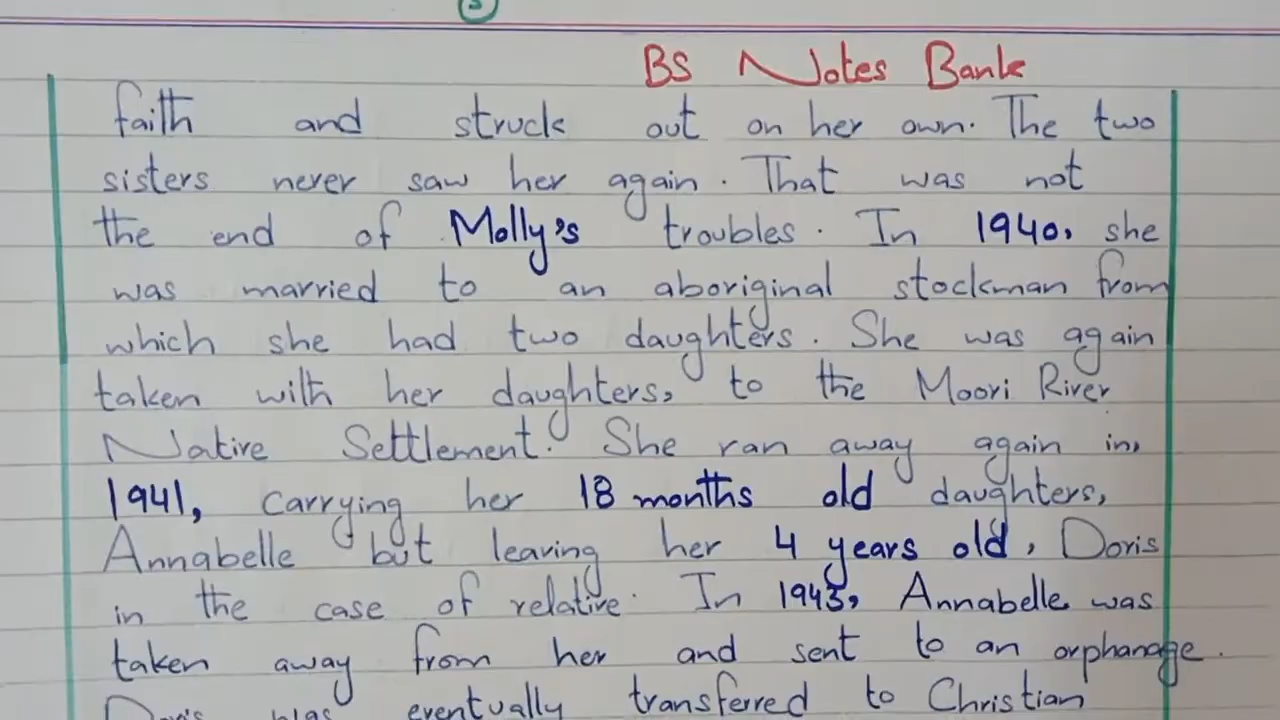 BS Notes Bank
faith and struck out on her own. The two
sisters never saw her again. That was not
the end of Molly's troubles. In 1940, she
was married to an aboriginal stockman from
which she had two daughters. She was again
taken with her daughters, to the Moori River
Native Settlement. She ran away again in,
1941, carrying her 18 months old daughters,
Annabelle but leaving her 4 years old, Doris
in the case of relative. In 1943, Annabelle was
taken away from her and sent to an orphanage.
Doris was eventually transferred to Christian